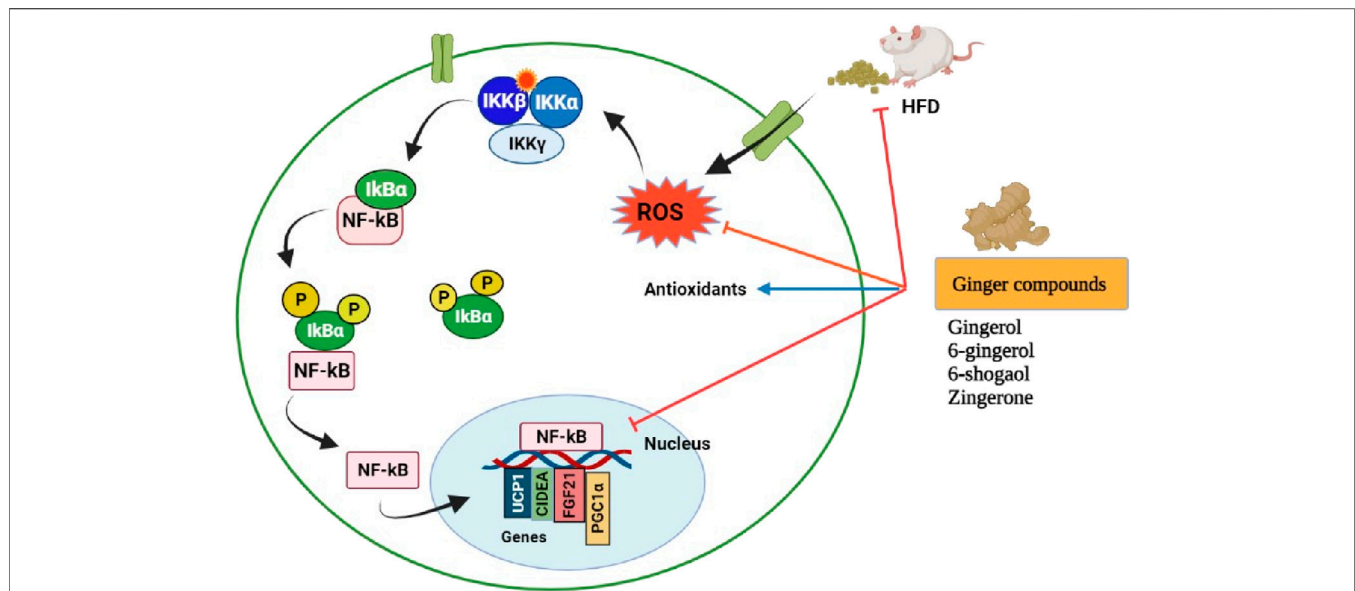 IKKβ
IKKα
IKKγ
HFD
IkBα
NF-kB
ROS
Antioxidants
Ginger compounds
Gingerol
6-gingerol
6-shogaol
Zingerone
P
P
IkBα
NF-kB
P
P
IkBα
NF-kB
NF-kB
Nucleus
UCP1
CIDEA
FGF21
PGC1α
Genes